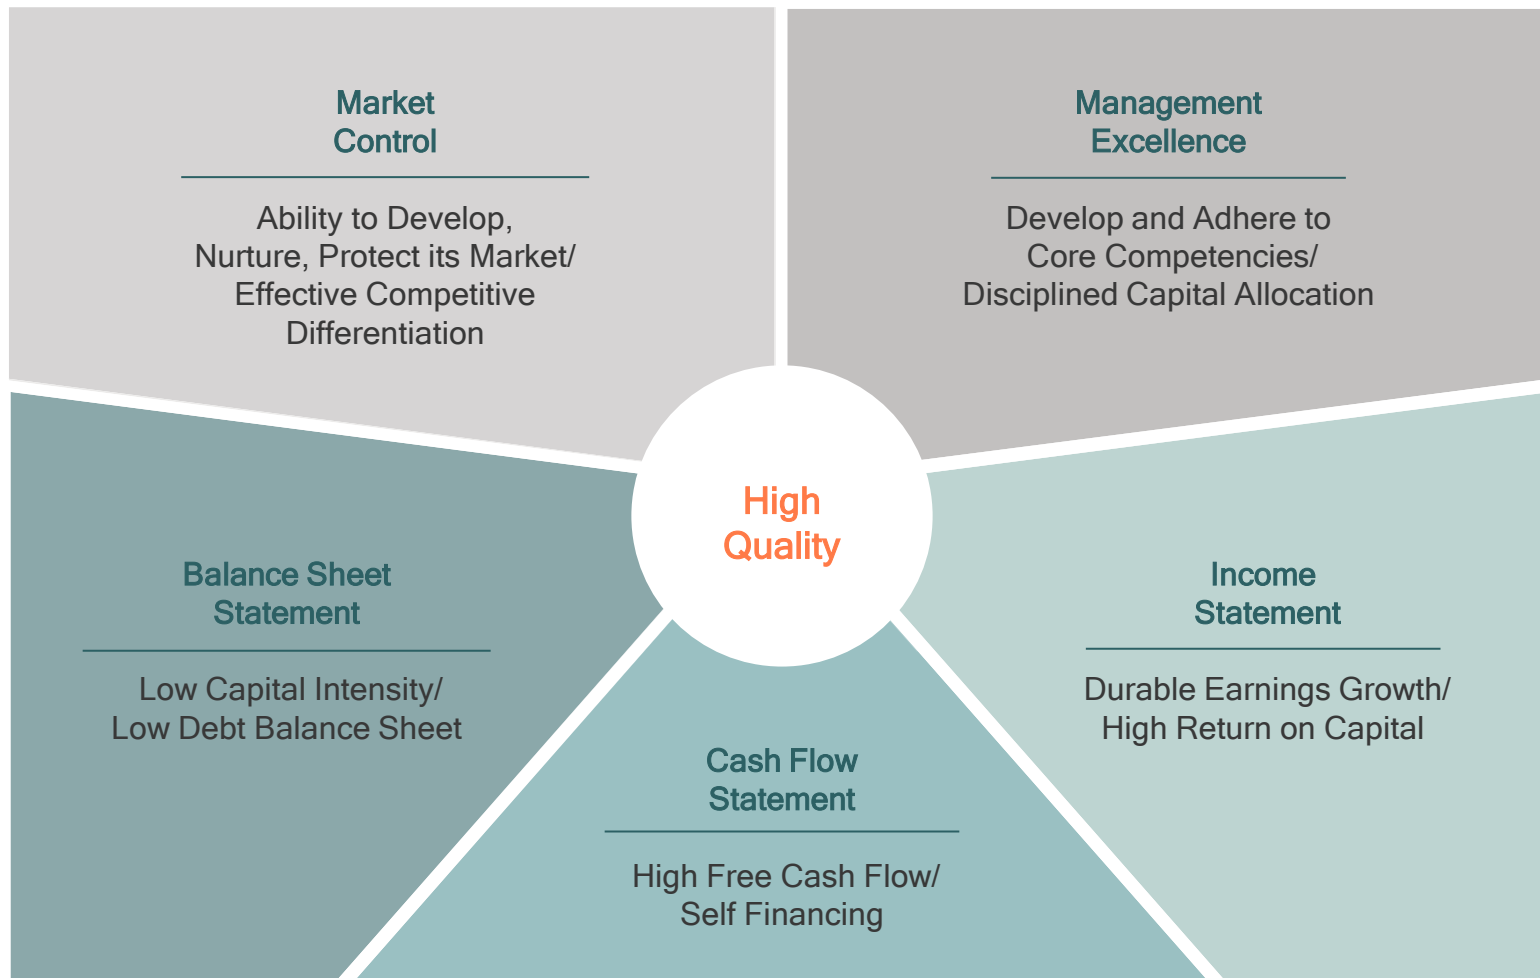 Market
Control
Ability to Develop,
Nurture, Protect its Market/
Effective Competitive
Differentiation
Management
Excellence
Develop and Adhere to
Core Competencies/
Disciplined Capital Allocation
High
Quality
Balance Sheet
Statement
Low Capital Intensity/
Low Debt Balance Sheet
Income
Statement
Durable Earnings Growth/
High Return on Capital
Cash Flow
Statement
High Free Cash Flow/
Self Financing